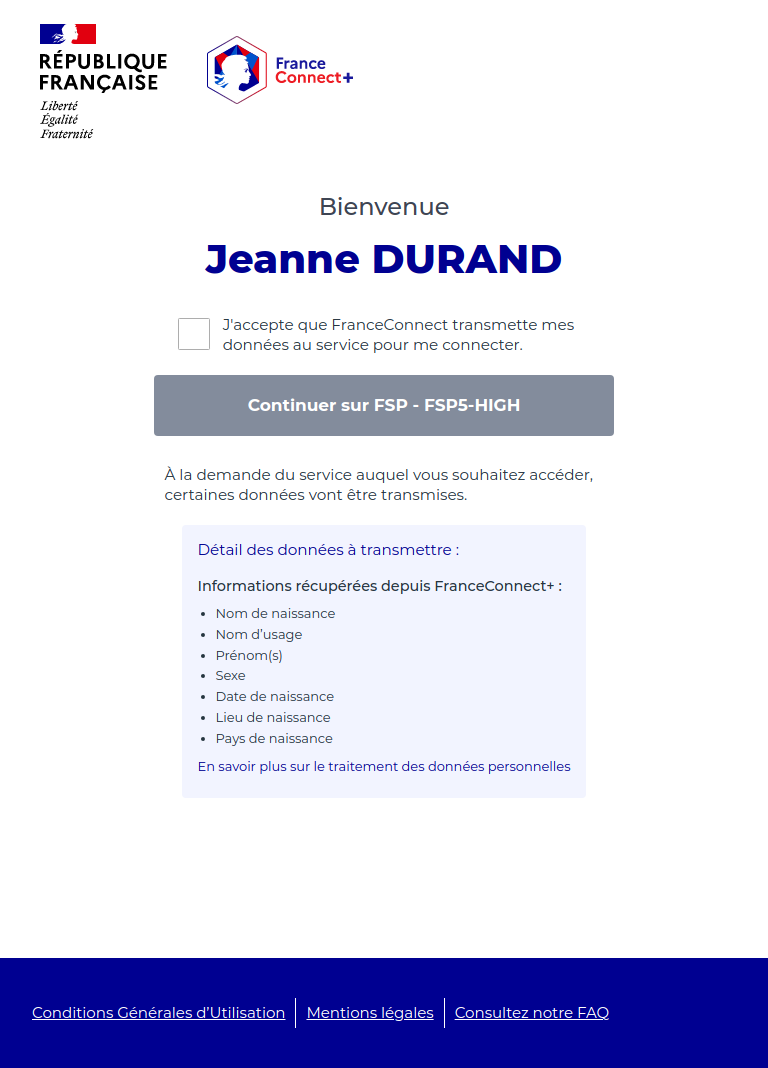 RÉPUBLIQUE
FRANÇAISE
Liberté
Égalité
Fraternité
France
Connect+
Bienvenue
Jeanne DURAND
J'accepte que FranceConnect transmette mes
données au service pour me connecter.
Continuer sur FSP - FSP5-HIGH
À la demande du service auquel vous souhaitez accéder,
certaines données vont être transmises.
Détail des données à transmettre :
Informations récupérées depuis FranceConnect+ :
• Nom de naissance
• Nom d’usage
• Prénom(s)
• Sexe
• Date de naissance
• Lieu de naissance
• Pays de naissance
En savoir plus sur le traitement des données personnelles
Conditions Générales d’Utilisation Mentions légales Consultez notre FAQ